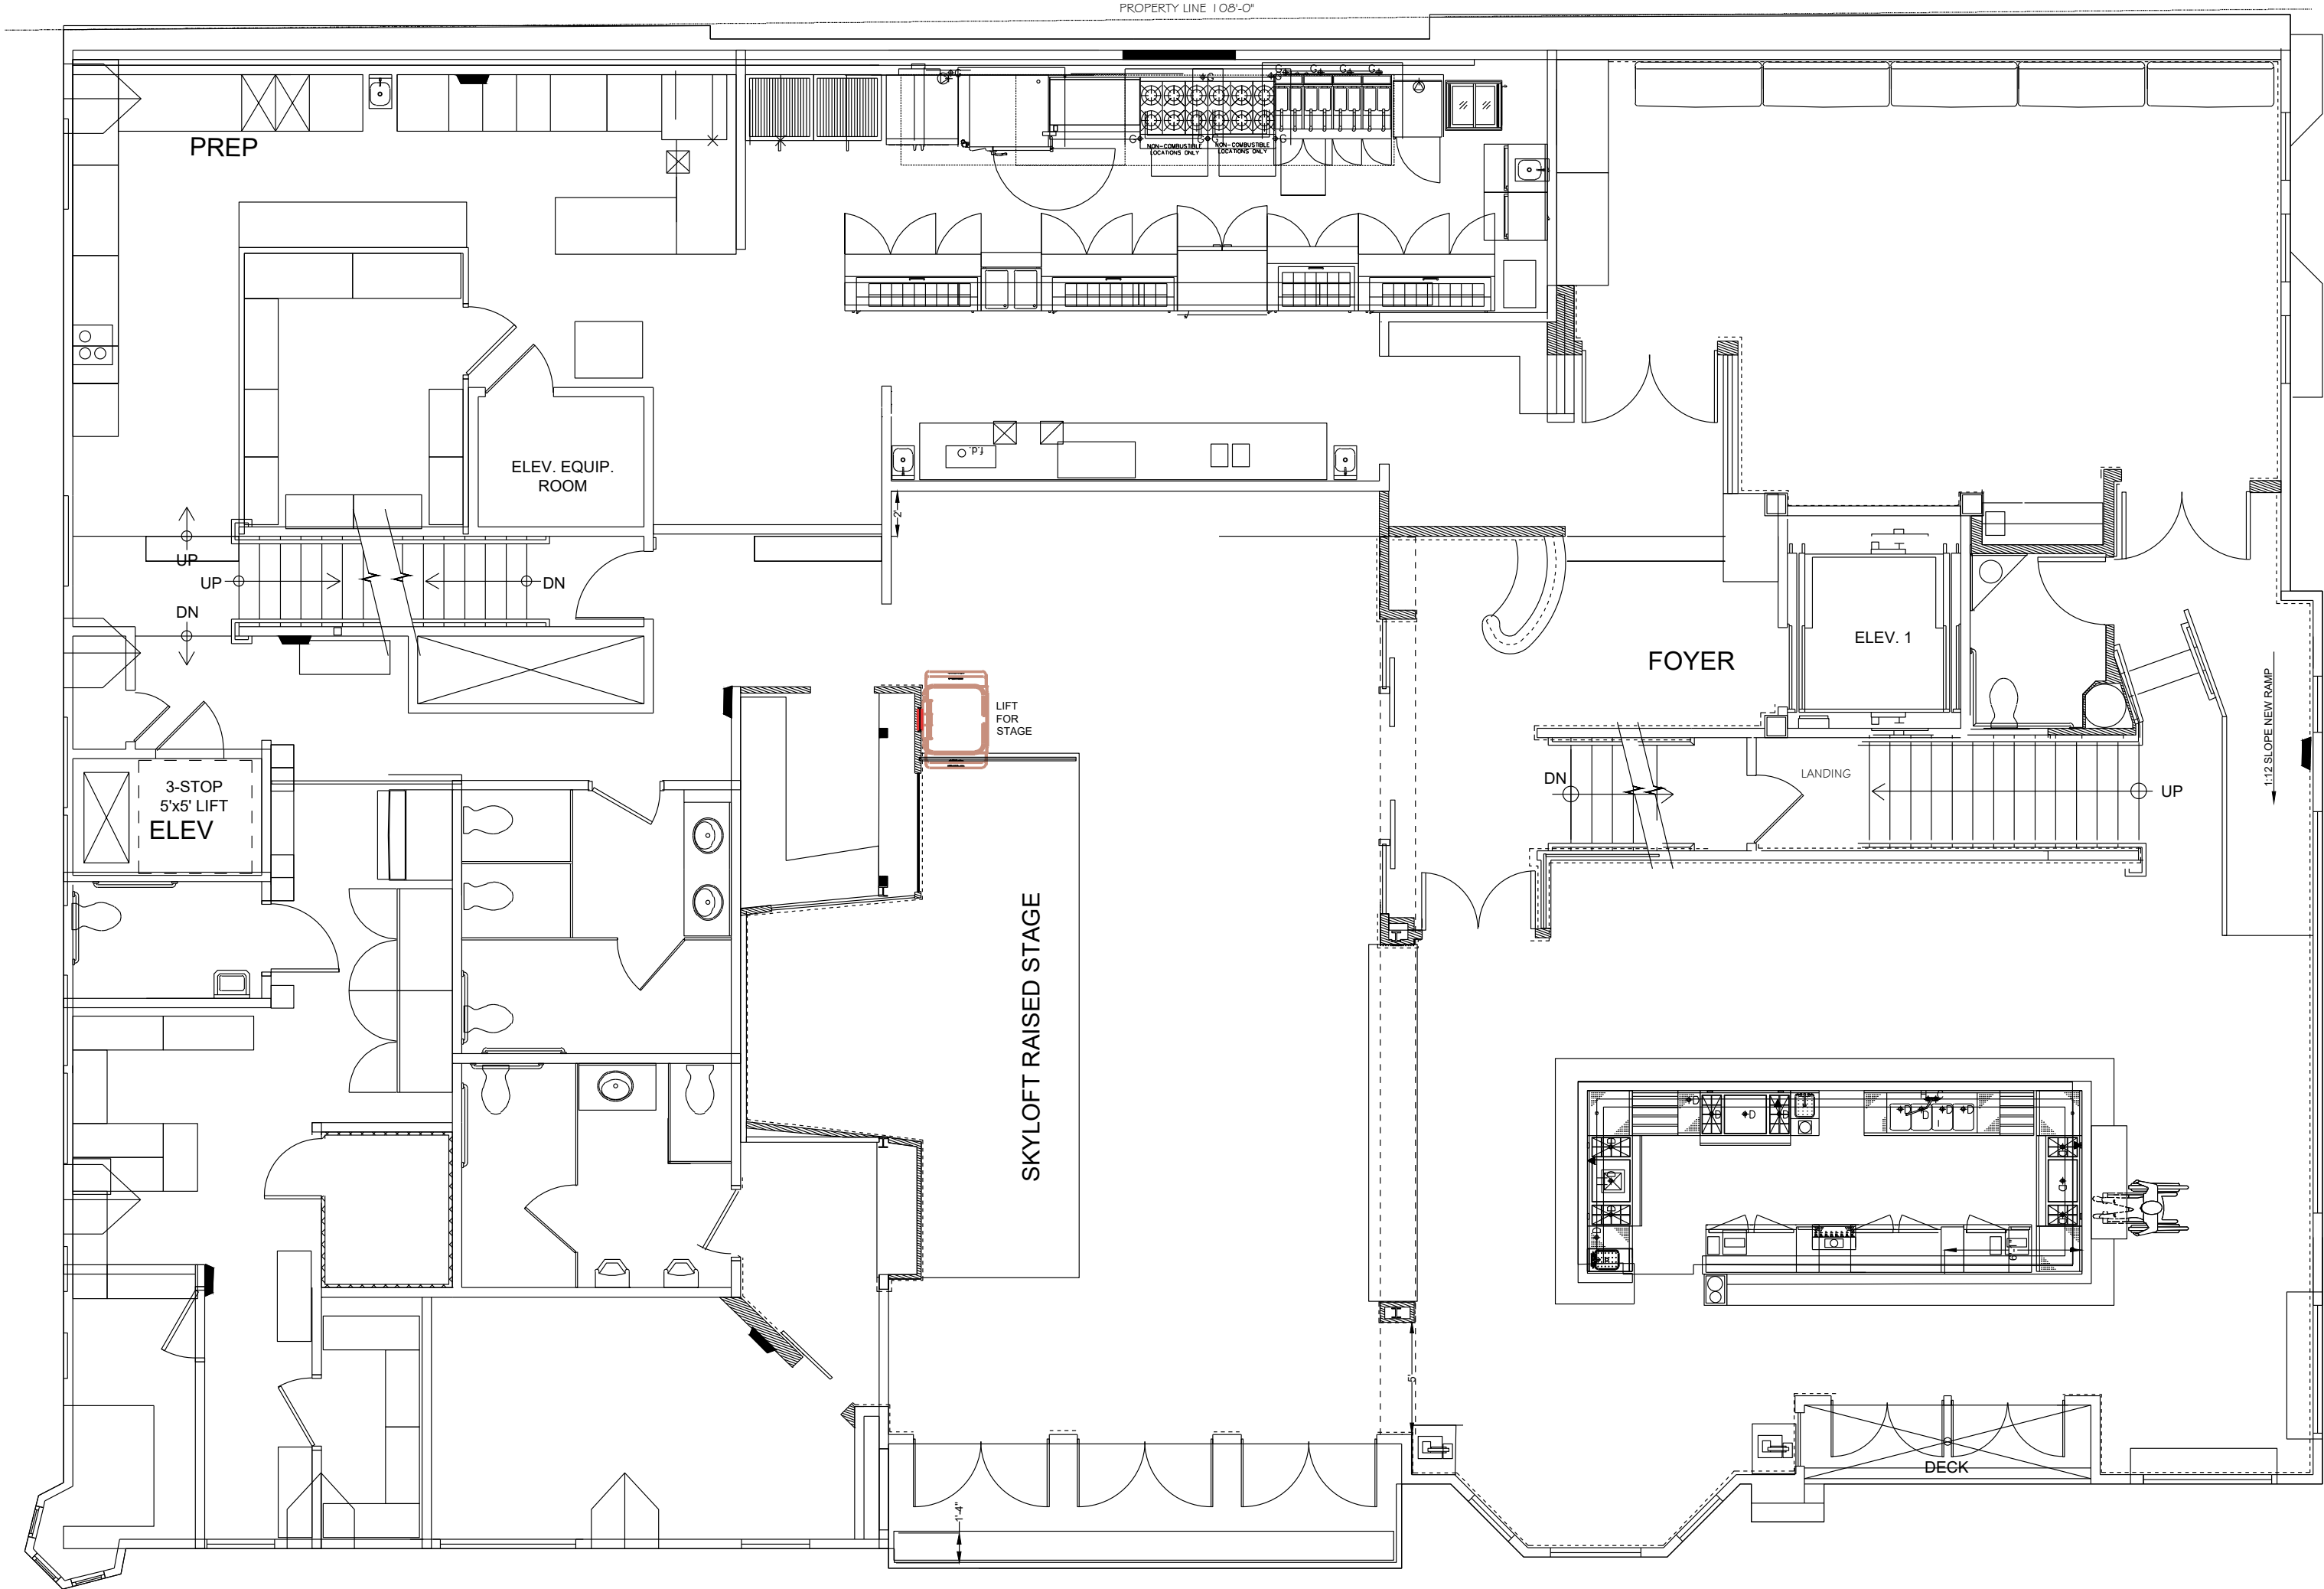 PROPERTY LINE 108'-0"
PREP
G
G
G
G
G
G
G
G
G
G
NON-COMBUSTIBLE
LOCATIONS ONLY
NON-COMBUSTIBLE
LOCATIONS ONLY
f.d.
ELEV. EQUIP.
ROOM
2'
UP
UP
DN
DN
ELEV. 1
FOYER
LIFT
FOR
STAGE
1:12 SLOPE NEW RAMP
3-STOP
5'x5' LIFT
ELEV
DN
LANDING
UP
SKYLOFT RAISED STAGE
D
D
D
D
D
D
D
5'
DECK
1'-4"